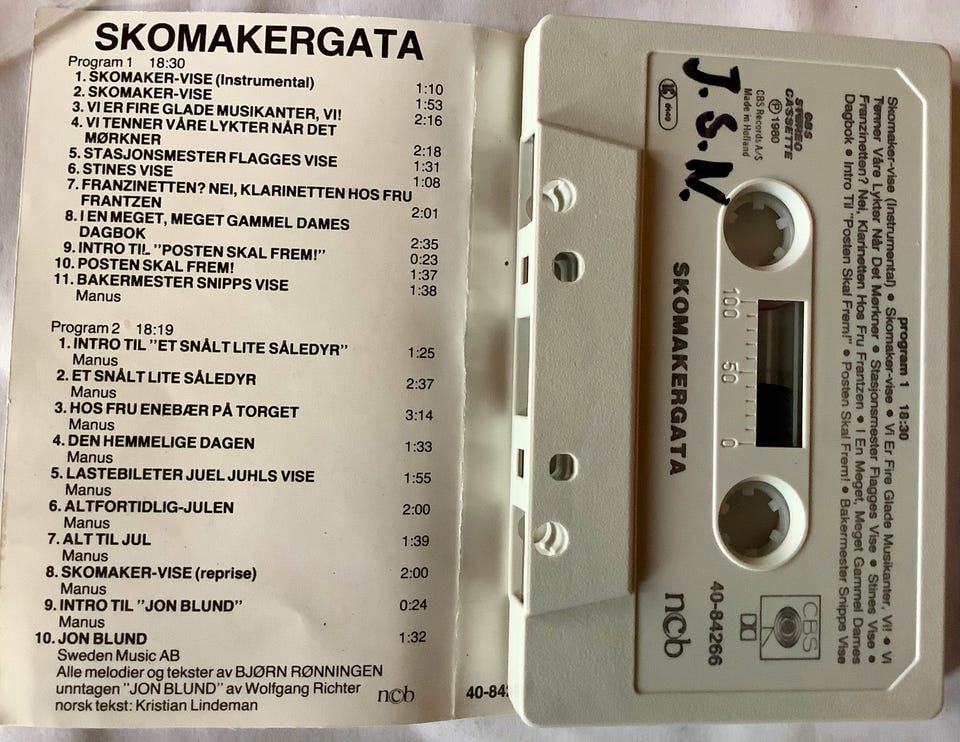 SKOMAKERGATA
Program 1 18:30
1. SKOMAKER-VISE (Instrumental) 1:10
2. SKOMAKER-VISE 1:53
3. VI ER FIRE GLADE MUSIKANTER, VI! 2:16
4. VI TENNER VÅRE LYKTER NÅR DET
MØRKNER 2:18
5. STASJONSMESTER FLAGGES VISE 1:31
6. STINES VISE 1:08
7. FRANZINETTEN? NEI, KLARINETTEN HOS FRU
FRANTZEN 2:01
8. I EN MEGET, MEGET GAMMEL DAMES
DAGBOK 2:35
9. INTRO TIL "POSTEN SKAL FREM!" 0:23
10. POSTEN SKAL FREM! 1:37
11. BAKERMESTER SNIPPS VISE 1:38
Manus
Program 2 18:19
1. INTRO TIL "ET SNÅLT LITE SÅLEDYR" 1:25
Manus
2. ET SNÅLT LITE SÅLEDYR 2:37
Manus
3. HOS FRU ENEBÆR PÅ TORGET 3:14
Manus
4. DEN HEMMELIGE DAGEN 1:33
Manus
5. LASTEBILETER JUEL JUHLS VISE 1:55
Manus
6. ALTFORTIDLIG-JULEN 2:00
Manus
7. ALT TIL JUL 1:39
Manus
8. SKOMAKER-VISE (reprise) 2:00
Manus
9. INTRO TIL "JON BLUND" 0:24
Manus
10. JON BLUND 1:32
Sweden Music AB
Alle melodier og tekster av BJØRN RØNNINGEN
unntagen "JON BLUND" av Wolfgang Richter
norsk tekst: Kristian Lindeman
ncb
40-84
program 1 18:30
Skomaker-vise (Instrumental) • Skomaker-vise • Vi Er Fire Glade Musikanter, Vi! • Vi
Tenner Våre Lykter Når Det Mørkner • Stasjonsmester Flagges Vise • Stines Vise •
Franzinetten? Nei, Klarinetten Hos Fru Frantzen • I En Meget, Meget Gammel Dames
Dagbok • Intro Til "Posten Skal Frem!" • Posten Skal Frem! • Bakermester Snipps Vise
CBS
STEREO
CASSETTE
℗ 1980
CBS Records A/S
Made in Holland
J.S.N.
100 50 0
SKOMAKERGATA
CBS
40-84266
ncb